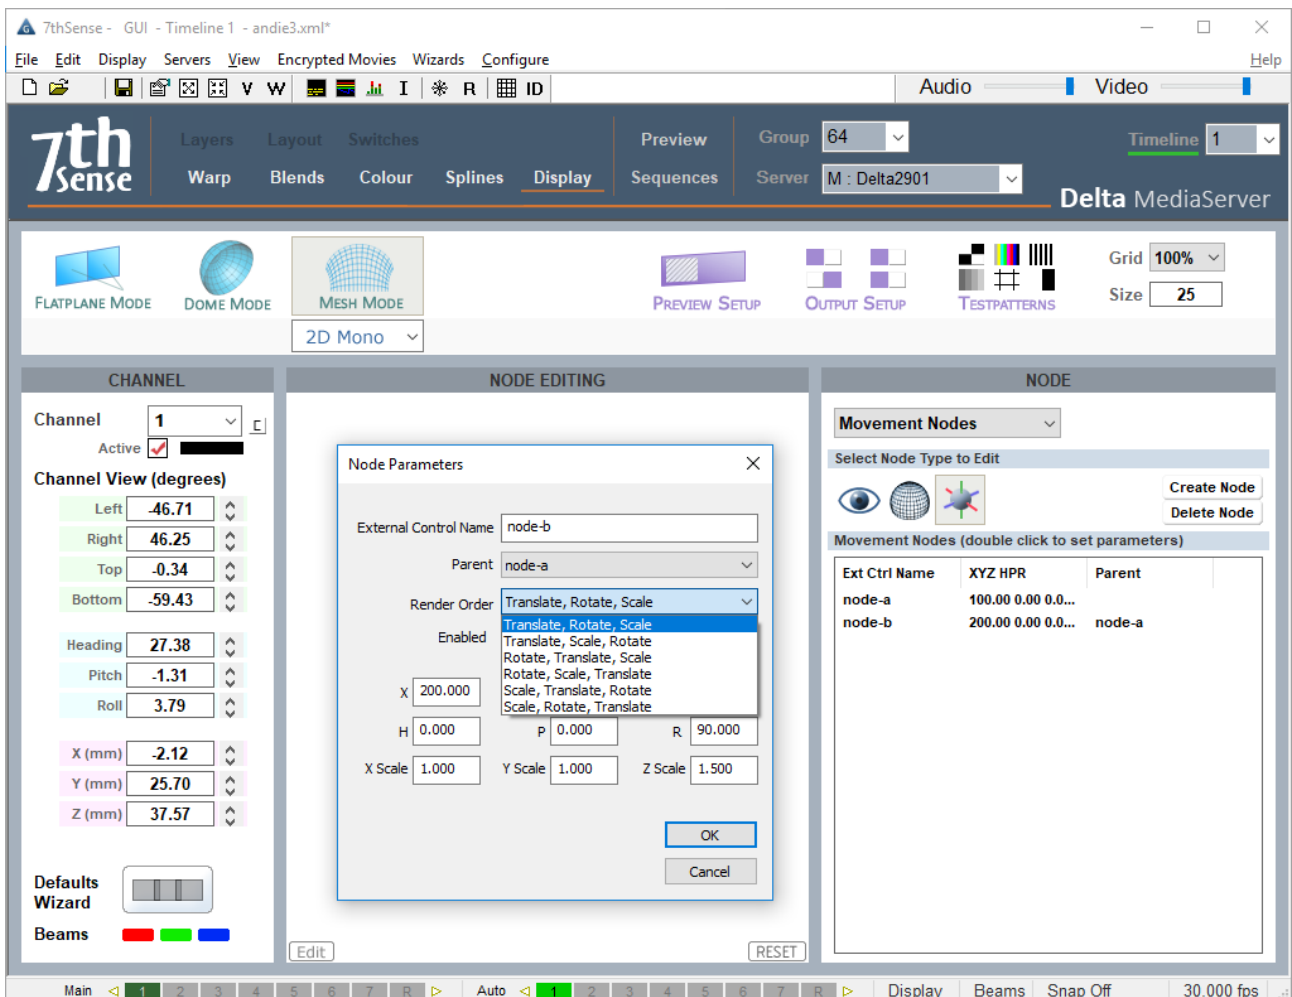 7thSense - GUI - Timeline 1 - andie3.xml*
File Edit Display Servers View Encrypted Movies Wizards Configure Help
V W I R ID Audio Video
7th Sense
Layers Layout Switches Preview Group 64 Timeline 1
Warp Blends Colour Splines Display Sequences Server M : Delta2901
Delta MediaServer
FLATPLANE MODE DOME MODE MESH MODE PREVIEW SETUP OUTPUT SETUP TESTPATTERNS
Grid 100%
Size 25
2D Mono
CHANNEL
Channel 1
Active
Channel View (degrees)
Left -46.71
Right 46.25
Top -0.34
Bottom -59.43
Heading 27.38
Pitch -1.31
Roll 3.79
X (mm) -2.12
Y (mm) 25.70
Z (mm) 37.57
Defaults
Wizard
Beams
NODE EDITING
Node Parameters
External Control Name node-b
Parent node-a
Render Order Translate, Rotate, Scale
Enabled
Translate, Rotate, Scale
Translate, Scale, Rotate
Rotate, Translate, Scale
Rotate, Scale, Translate
Scale, Translate, Rotate
Scale, Rotate, Translate
X 200.000
H 0.000 P 0.000 R 90.000
X Scale 1.000 Y Scale 1.000 Z Scale 1.500
OK
Cancel
Edit RESET
NODE
Movement Nodes
Select Node Type to Edit
Create Node
Delete Node
Movement Nodes (double click to set parameters)
Ext Ctrl Name XYZ HPR Parent
node-a 100.00 0.00 0.0...
node-b 200.00 0.00 0.0... node-a
Main 1 2 3 4 5 6 7 R Auto 1 2 3 4 5 6 7 R Display Beams Snap Off 30.000 fps